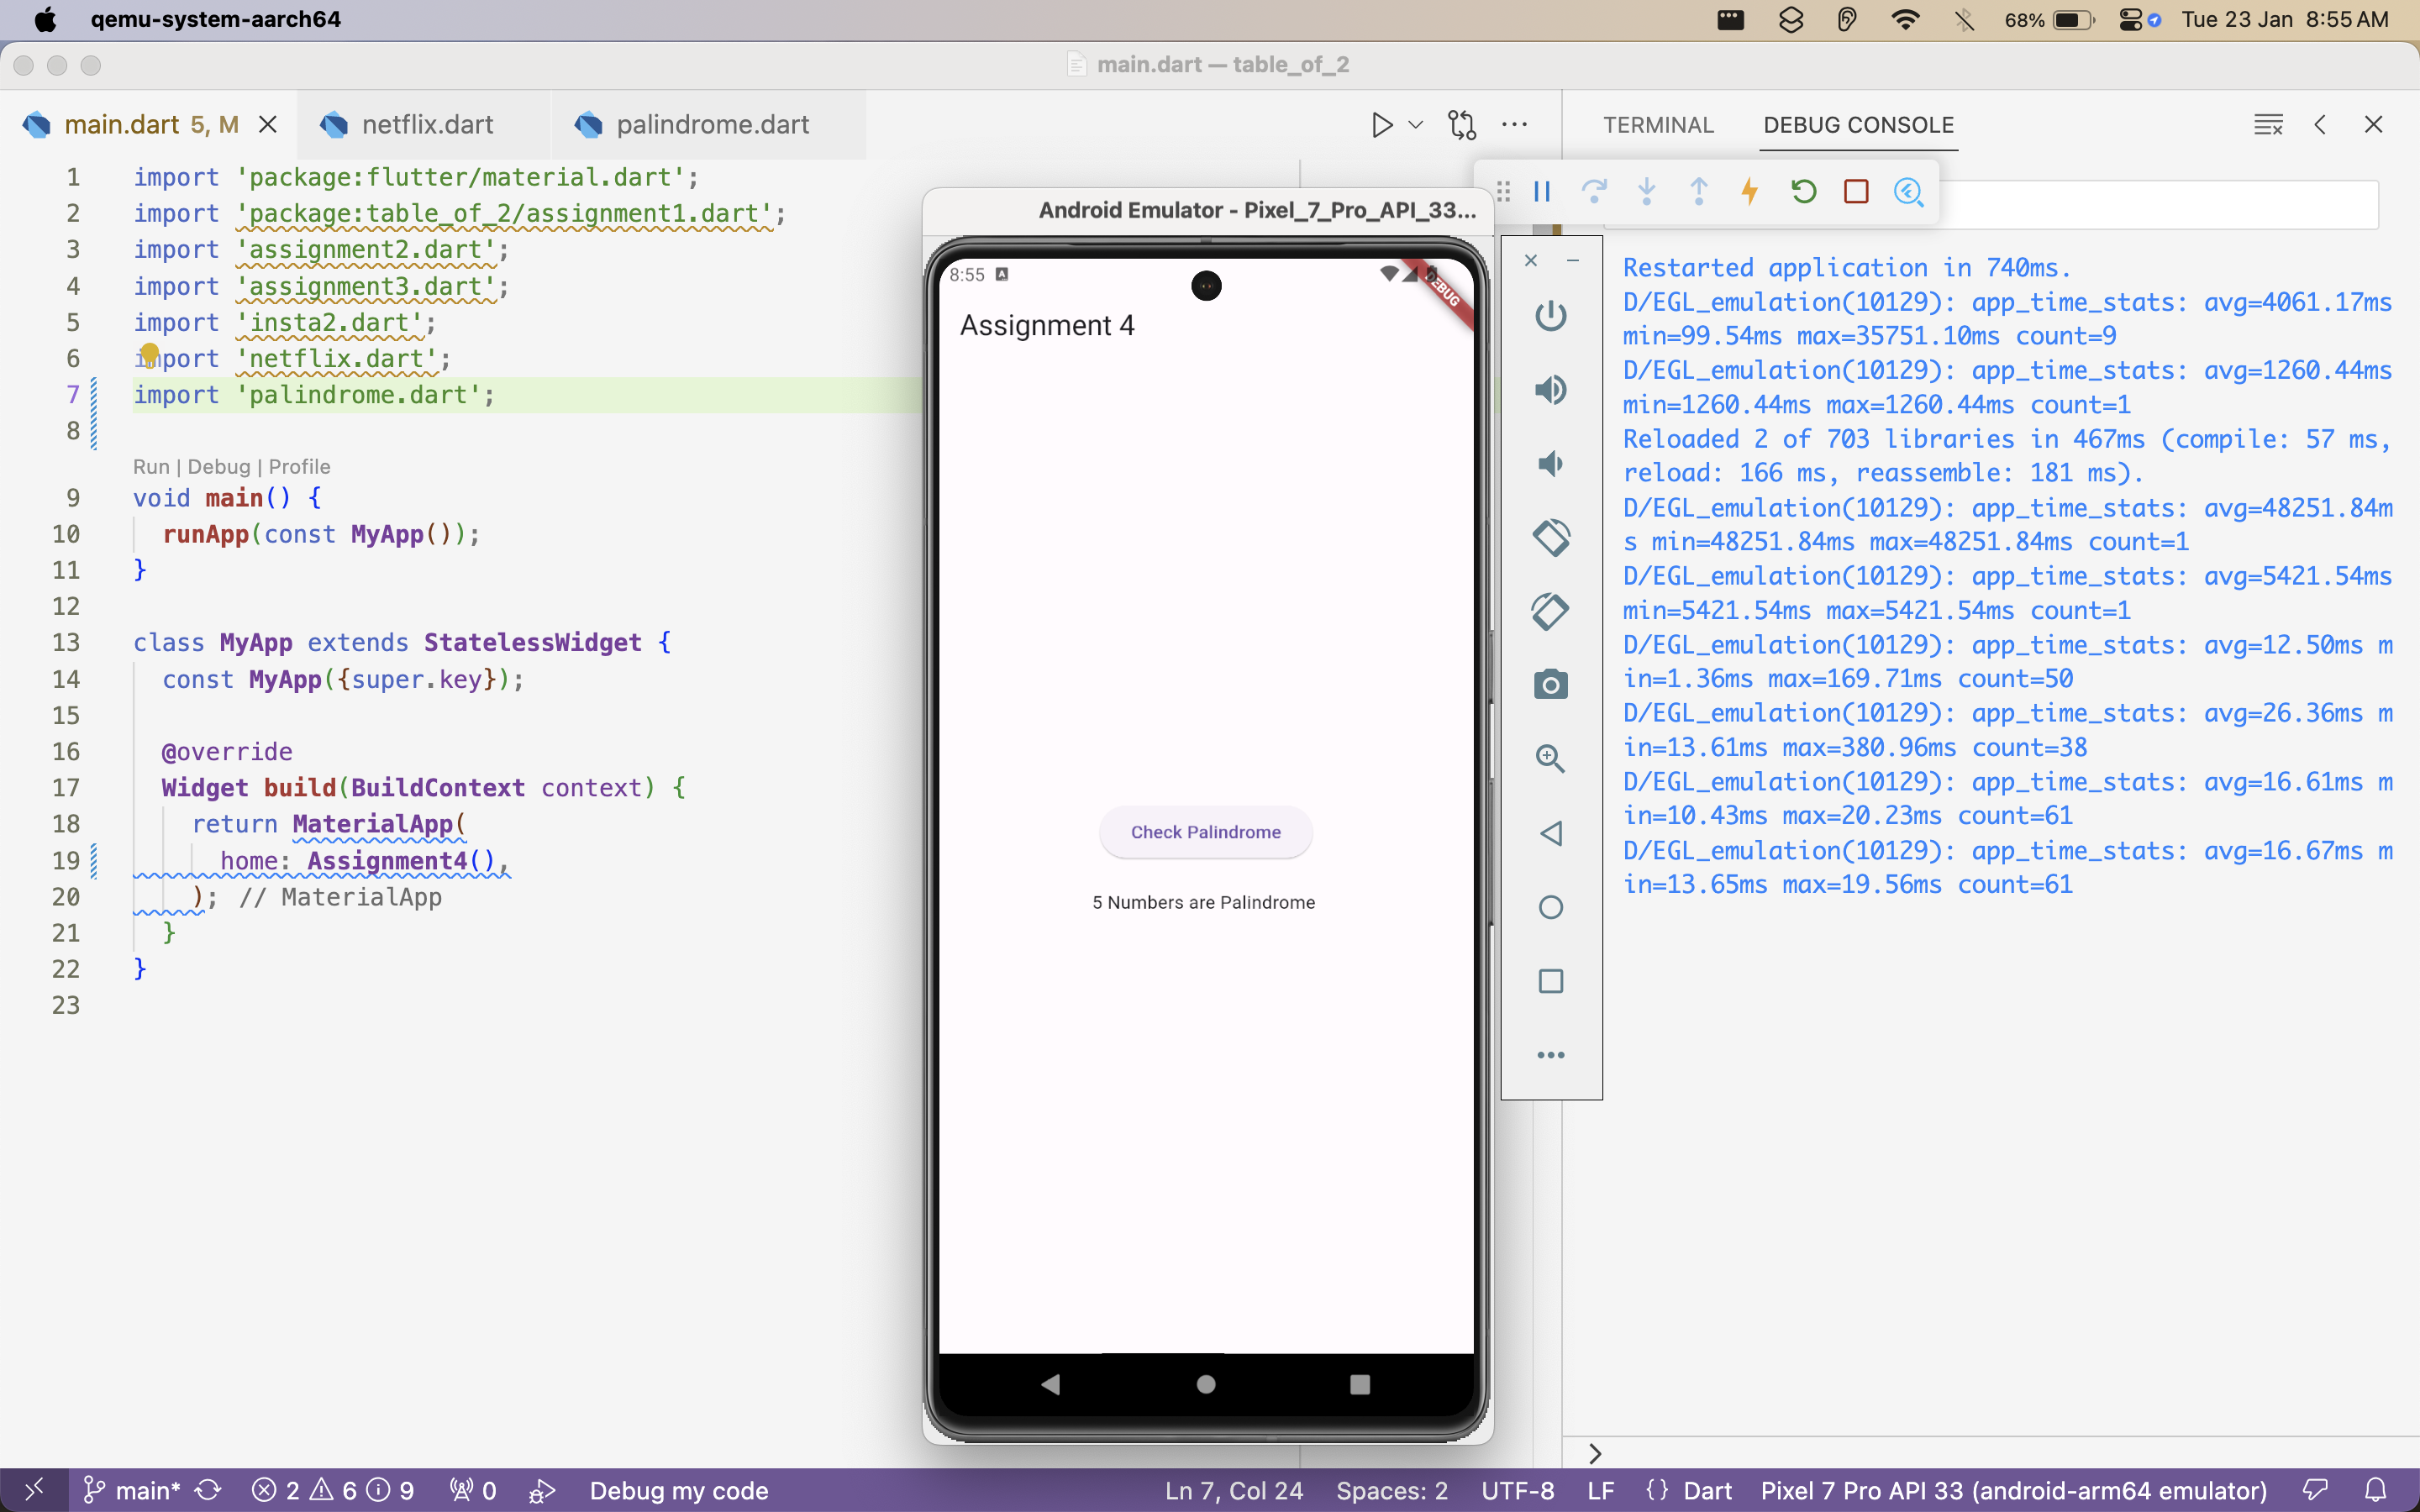 qemu-system-aarch64
68%
Tue 23 Jan 8:55 AM
main.dart — table_of_2
main.dart 5, M
netflix.dart
palindrome.dart
TERMINAL
DEBUG CONSOLE
1 import 'package:flutter/material.dart';
2 import 'package:table_of_2/assignment1.dart';
3 import 'assignment2.dart';
4 import 'assignment3.dart';
5 import 'insta2.dart';
6 import 'netflix.dart';
7 import 'palindrome.dart';
8
Run | Debug | Profile
9 void main() {
10 runApp(const MyApp());
11 }
12
13 class MyApp extends StatelessWidget {
14 const MyApp({super.key});
15
16 @override
17 Widget build(BuildContext context) {
18 return MaterialApp(
19 home: Assignment4(),
20 ); // MaterialApp
21 }
22 }
23
Android Emulator - Pixel_7_Pro_API_33...
8:55
DEBUG
Assignment 4
Check Palindrome
5 Numbers are Palindrome
Restarted application in 740ms.
D/EGL_emulation(10129): app_time_stats: avg=4061.17ms
min=99.54ms max=35751.10ms count=9
D/EGL_emulation(10129): app_time_stats: avg=1260.44ms
min=1260.44ms max=1260.44ms count=1
Reloaded 2 of 703 libraries in 467ms (compile: 57 ms,
reload: 166 ms, reassemble: 181 ms).
D/EGL_emulation(10129): app_time_stats: avg=48251.84m
s min=48251.84ms max=48251.84ms count=1
D/EGL_emulation(10129): app_time_stats: avg=5421.54ms
min=5421.54ms max=5421.54ms count=1
D/EGL_emulation(10129): app_time_stats: avg=12.50ms m
in=1.36ms max=169.71ms count=50
D/EGL_emulation(10129): app_time_stats: avg=26.36ms m
in=13.61ms max=380.96ms count=38
D/EGL_emulation(10129): app_time_stats: avg=16.61ms m
in=10.43ms max=20.23ms count=61
D/EGL_emulation(10129): app_time_stats: avg=16.67ms m
in=13.65ms max=19.56ms count=61
main* 2 6 9 0 Debug my code
Ln 7, Col 24 Spaces: 2 UTF-8 LF {} Dart Pixel 7 Pro API 33 (android-arm64 emulator)